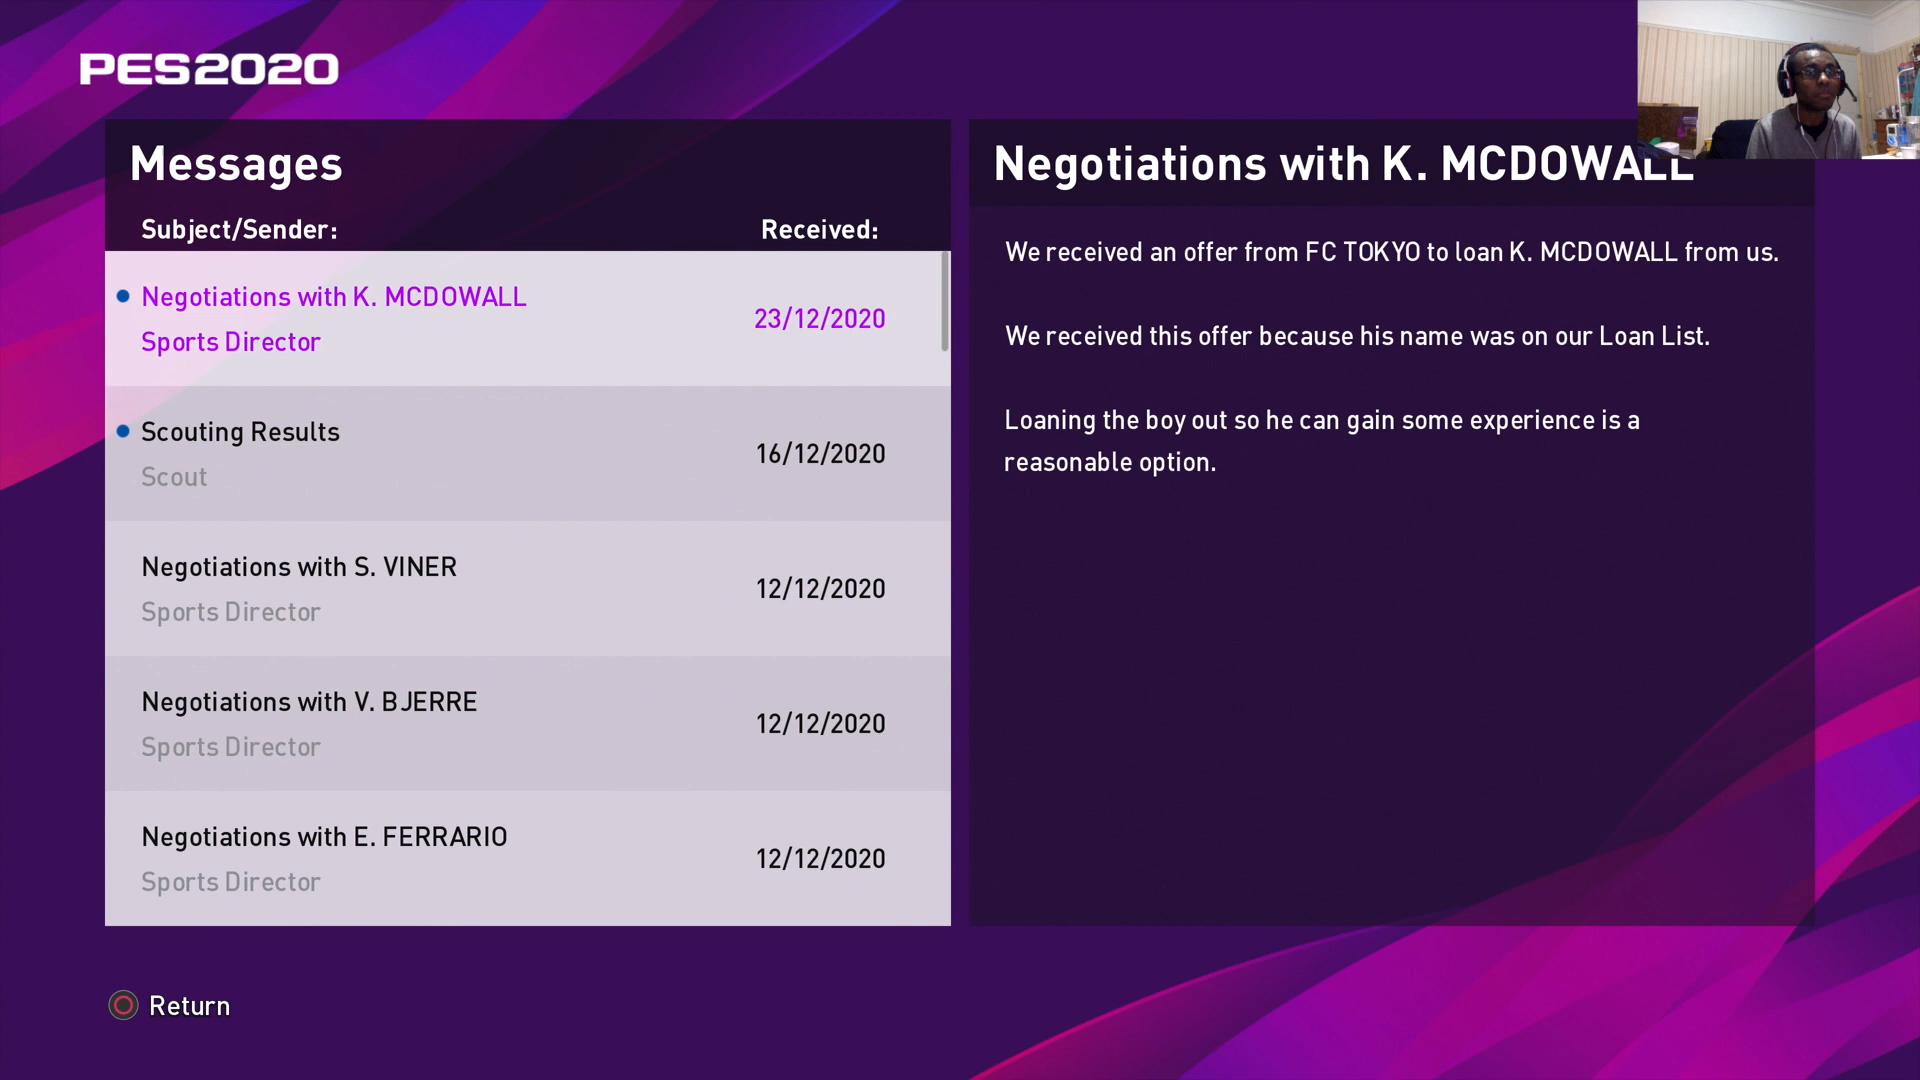 PES2020
Messages
Subject/Sender: Received:
Negotiations with K. MCDOWALL
Sports Director
23/12/2020
Scouting Results
Scout
16/12/2020
Negotiations with S. VINER
Sports Director
12/12/2020
Negotiations with V. BJERRE
Sports Director
12/12/2020
Negotiations with E. FERRARIO
Sports Director
12/12/2020
Negotiations with K. MCDOWALL
We received an offer from FC TOKYO to loan K. MCDOWALL from us.
We received this offer because his name was on our Loan List.
Loaning the boy out so he can gain some experience is a
reasonable option.
Return